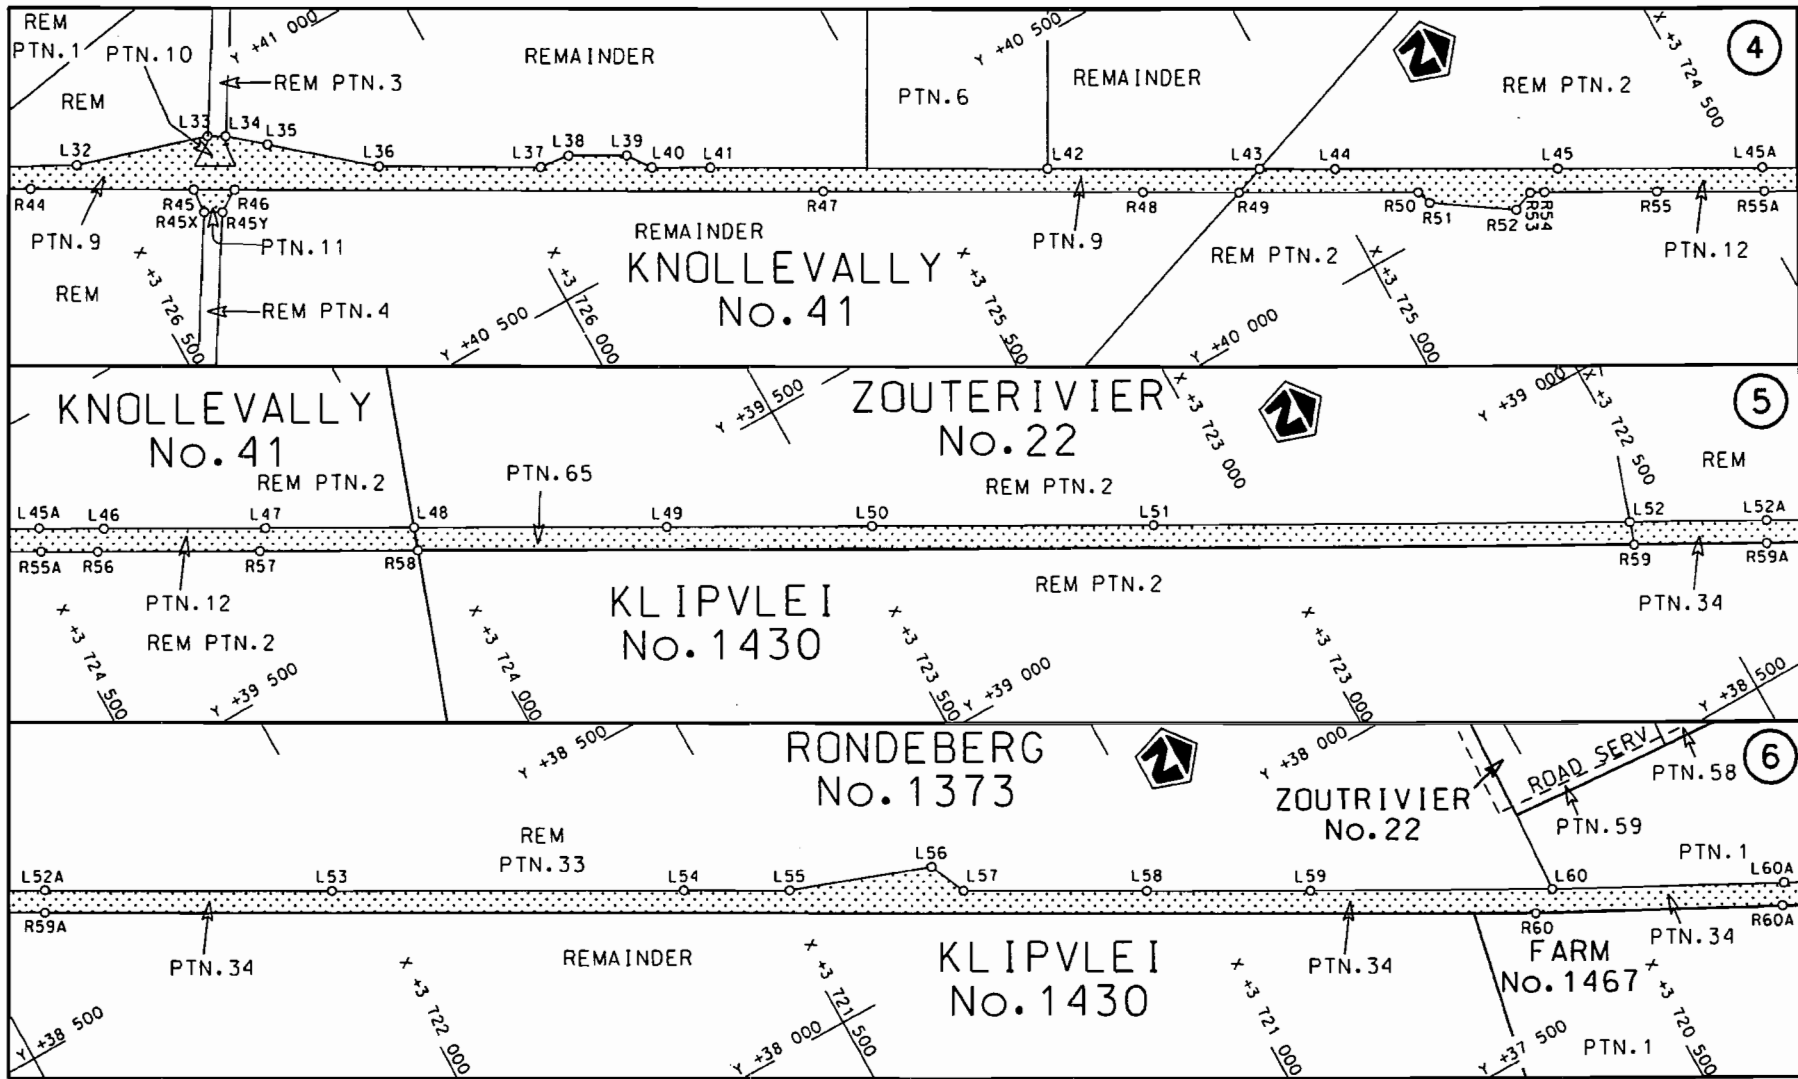 REM
PTN.1
PTN.10
Y +41 000
REMAINDER
Y +40 500
REMAINDER
PTN.6
REM PTN.2
X +3 724 500
4
N
REM PTN.3
REM
L32
L33
L34
L35
L36
L37
L38
L39
L40
L41
L42
L43
L44
L45
L45A
R44
R45
R46
R45X
R45Y
R47
R48
R49
R50
R51
R52
R53
R54
R55
R55A
PTN.9
PTN.11
REMAINDER
PTN.9
REM PTN.2
PTN.12
REM
REM PTN.4
KNOLLEVALLY
No.41
X +3 726 500
Y +40 500
X +3 726 000
X +3 725 500
Y +40 000
X +3 725 000
KNOLLEVALLY
No.41
REM PTN.2
PTN.65
Y +39 500
ZOUTERIVIER
No.22
REM PTN.2
X +3 723 000
N
Y +39 000
X +3 722 500
5
REM
L45A
L46
L47
L48
L49
L50
L51
L52
L52A
R55A
R56
R57
R58
R59
R59A
PTN.12
REM PTN.2
KLIPVLEI
No.1430
REM PTN.2
PTN.34
X +3 724 500
Y +39 500
X +3 724 000
X +3 723 500
Y +39 000
X +3 723 000
Y +38 500
Y +38 500
RONDEBERG
No.1373
N
Y +38 000
ZOUTRIVIER
No.22
ROAD SERV
PTN.58
PTN.59
6
REM
PTN.33
PTN.1
L52A
L53
L54
L55
L56
L57
L58
L59
L60
L60A
R59A
R60
R60A
PTN.34
REMAINDER
KLIPVLEI
No.1430
PTN.34
FARM
No.1467
PTN.34
PTN.1
Y +38 500
X +3 722 000
Y +38 000
X +3 721 500
X +3 721 000
Y +37 500
X +3 720 500